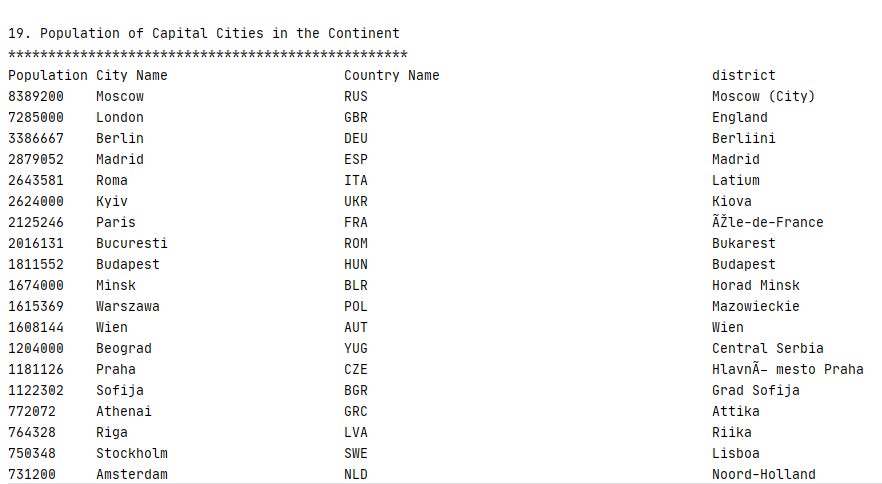 19. Population of Capital Cities in the Continent
**************************************************
Population City Name Country Name district
8389200 Moscow RUS Moscow (City)
7285000 London GBR England
3386667 Berlin DEU Berliini
2879052 Madrid ESP Madrid
2643581 Roma ITA Latium
2624000 Kyiv UKR Kiova
2125246 Paris FRA ÃŽle-de-France
2016131 Bucuresti ROM Bukarest
1811552 Budapest HUN Budapest
1674000 Minsk BLR Horad Minsk
1615369 Warszawa POL Mazowieckie
1608144 Wien AUT Wien
1204000 Beograd YUG Central Serbia
1181126 Praha CZE HlavnÃ– mesto Praha
1122302 Sofija BGR Grad Sofija
772072 Athenai GRC Attika
764328 Riga LVA Riika
750348 Stockholm SWE Lisboa
731200 Amsterdam NLD Noord-Holland